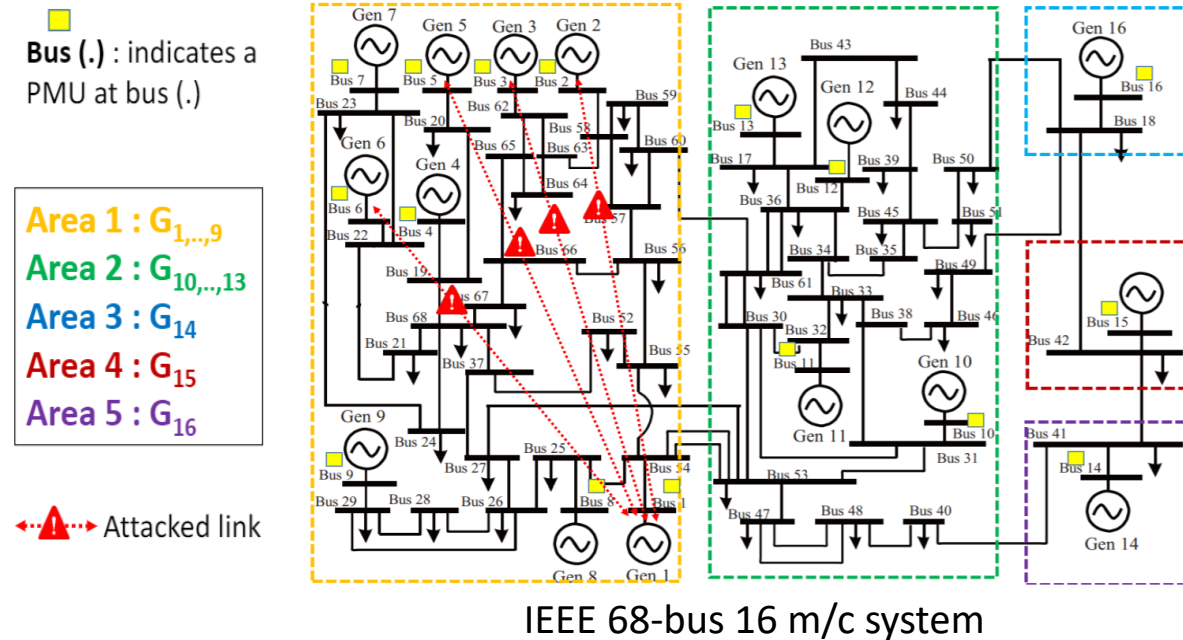 Bus (.) : indicates a
PMU at bus (.)
Area 1 : G1,..,9
Area 2 : G10,..,13
Area 3 : G14
Area 4 : G15
Area 5 : G16
Attacked link
Gen 7
Gen 5
Gen 3
Gen 2
Bus 7
Bus 5
Bus 3
Bus 2
Bus 23
Bus 62
Bus 59
Bus 20
Bus 58
Gen 6
Gen 4
Bus 65
Bus 63
Bus 60
Bus 64
Bus 6
Bus 4
Bus 57
Bus 22
Bus 66
Bus 56
Bus 19
Bus 67
Bus 68
Bus 52
Bus 21
Bus 37
Bus 55
Gen 9
Bus 24
Bus 27
Bus 25
Bus 54
Bus 9
Bus 29
Bus 28
Bus 26
Bus 8
Bus 1
Gen 8
Gen 1
Bus 43
Gen 13
Gen 12
Bus 44
Bus 13
Bus 17
Bus 12
Bus 39
Bus 50
Bus 36
Bus 45
Bus 51
Bus 34
Bus 35
Bus 49
Bus 61
Bus 33
Bus 30
Bus 32
Bus 38
Bus 46
Bus 11
Gen 10
Gen 11
Bus 10
Bus 31
Bus 53
Bus 47
Bus 48
Bus 40
Gen 16
Bus 16
Bus 18
Bus 15
Bus 42
Bus 41
Bus 14
Gen 14
IEEE 68-bus 16 m/c system